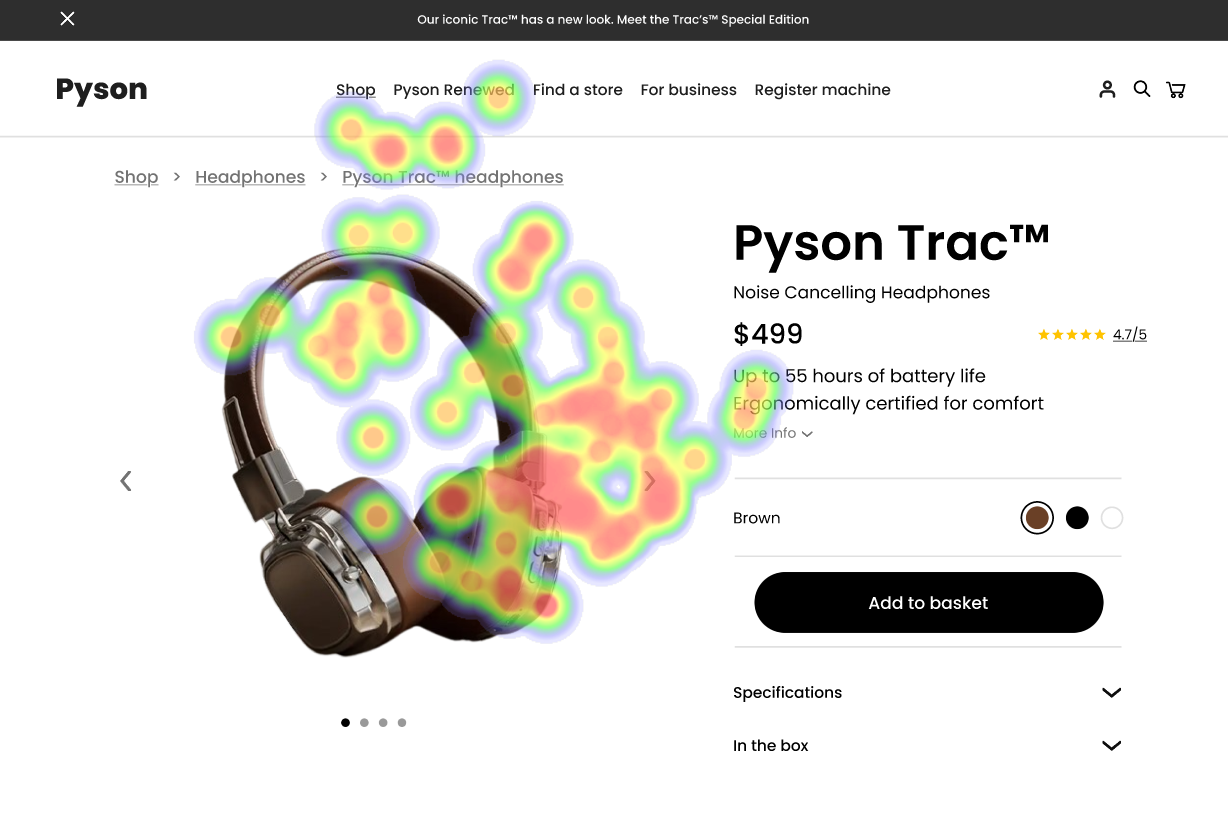 Our iconic Trac™ has a new look. Meet the Trac's™ Special Edition
Pyson
Shop Pyson Renewed Find a store For business Register machine
Shop > Headphones > Pyson Trac™ headphones
Pyson Trac™
Noise Cancelling Headphones
$499
4.7/5
Up to 55 hours of battery life
Ergonomically certified for comfort
More Info
Brown
Add to basket
Specifications
In the box